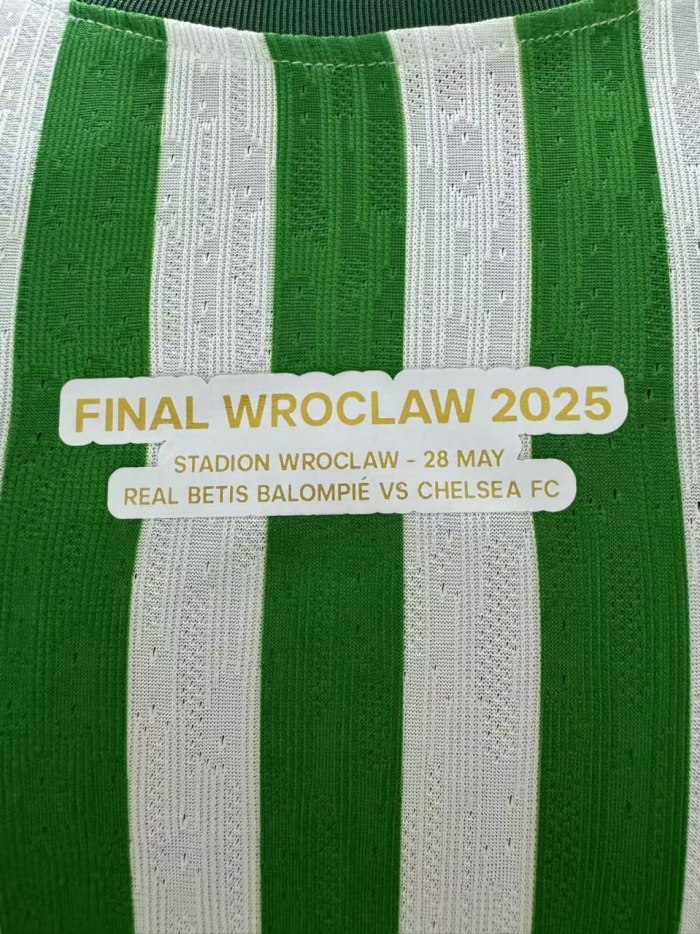 FINAL WROCLAW 2025
STADION WROCLAW - 28 MAY
REAL BETIS BALOMPIÉ VS CHELSEA FC